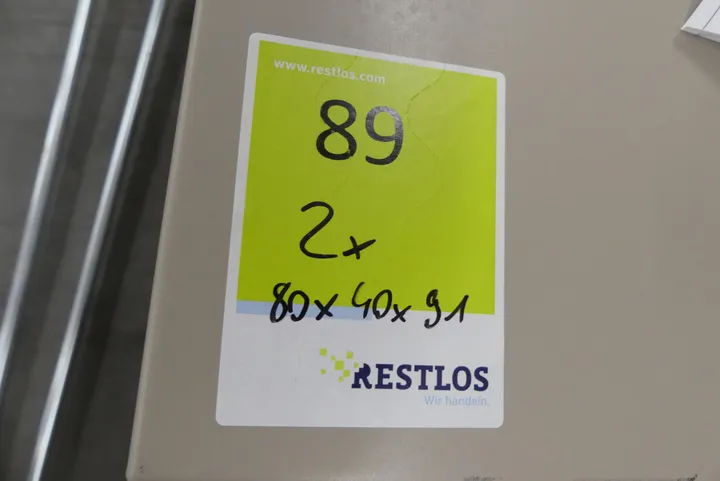 www.restlos.com
89
2x
80x40x91
RESTLOS
Wir handeln.